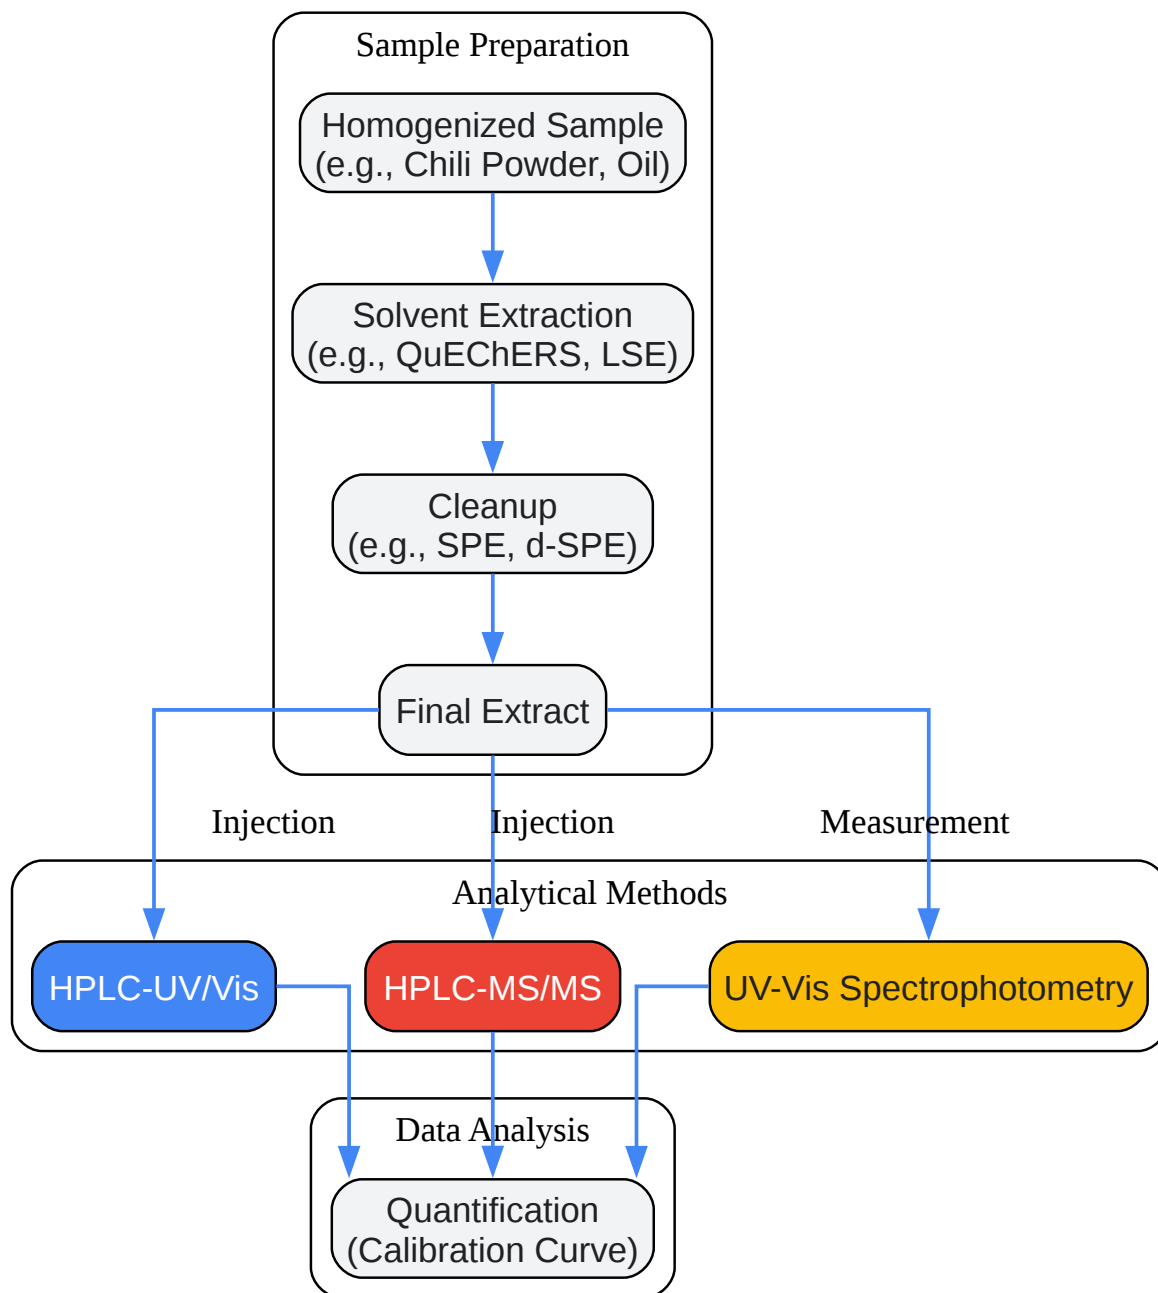 Sample Preparation
Homogenized Sample
(e.g., Chili Powder, Oil)
Solvent Extraction
(e.g., QuEChERS, LSE)
Cleanup
(e.g., SPE, d-SPE)
Final Extract
Injection
Injection
Measurement
Analytical Methods
HPLC-UV/Vis
HPLC-MS/MS
UV-Vis Spectrophotometry
Data Analysis
Quantification
(Calibration Curve)